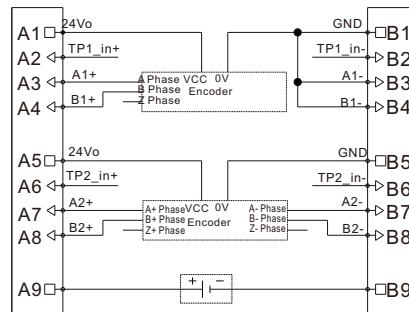 A1 24Vo GND B1
A2 TP1_in+ TP1_in- B2
A3 A1+ A Phase VCC 0V A1- B3
B Phase Encoder
A4 B1+ Z Phase B1- B4
A5 24Vo GND B5
A6 TP2_in+ TP2_in- B6
A7 A2+ A+ Phase VCC 0V A- Phase A2- B7
B+ Phase Encoder B- Phase
A8 B2+ Z+ Phase Z- Phase B2- B8
A9 + − B9